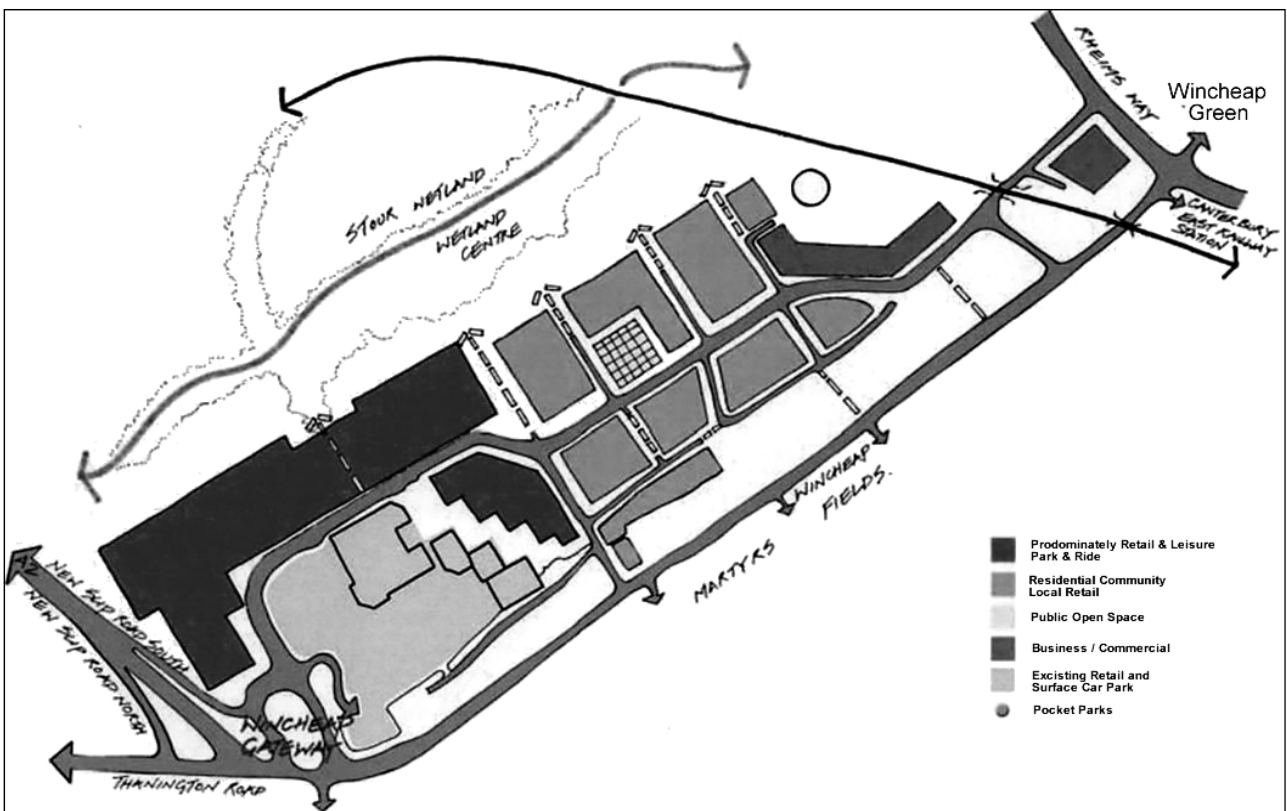 RHEIMS WAY
Wincheap
Green
CANTERBURY
EAST RAILWAY
STATION
STOUR WETLAND
WETLAND
CENTRE
WINCHEAP
FIELDS.
MARTYRS
A2
NEW SLIP ROAD SOUTH
NEW SLIP ROAD NORTH
WINCHEAP
GATEWAY
THANINGTON ROAD
Prodominately Retail & Leisure
Park & Ride
Residential Community
Local Retail
Public Open Space
Business / Commercial
Excisting Retail and
Surface Car Park
Pocket Parks